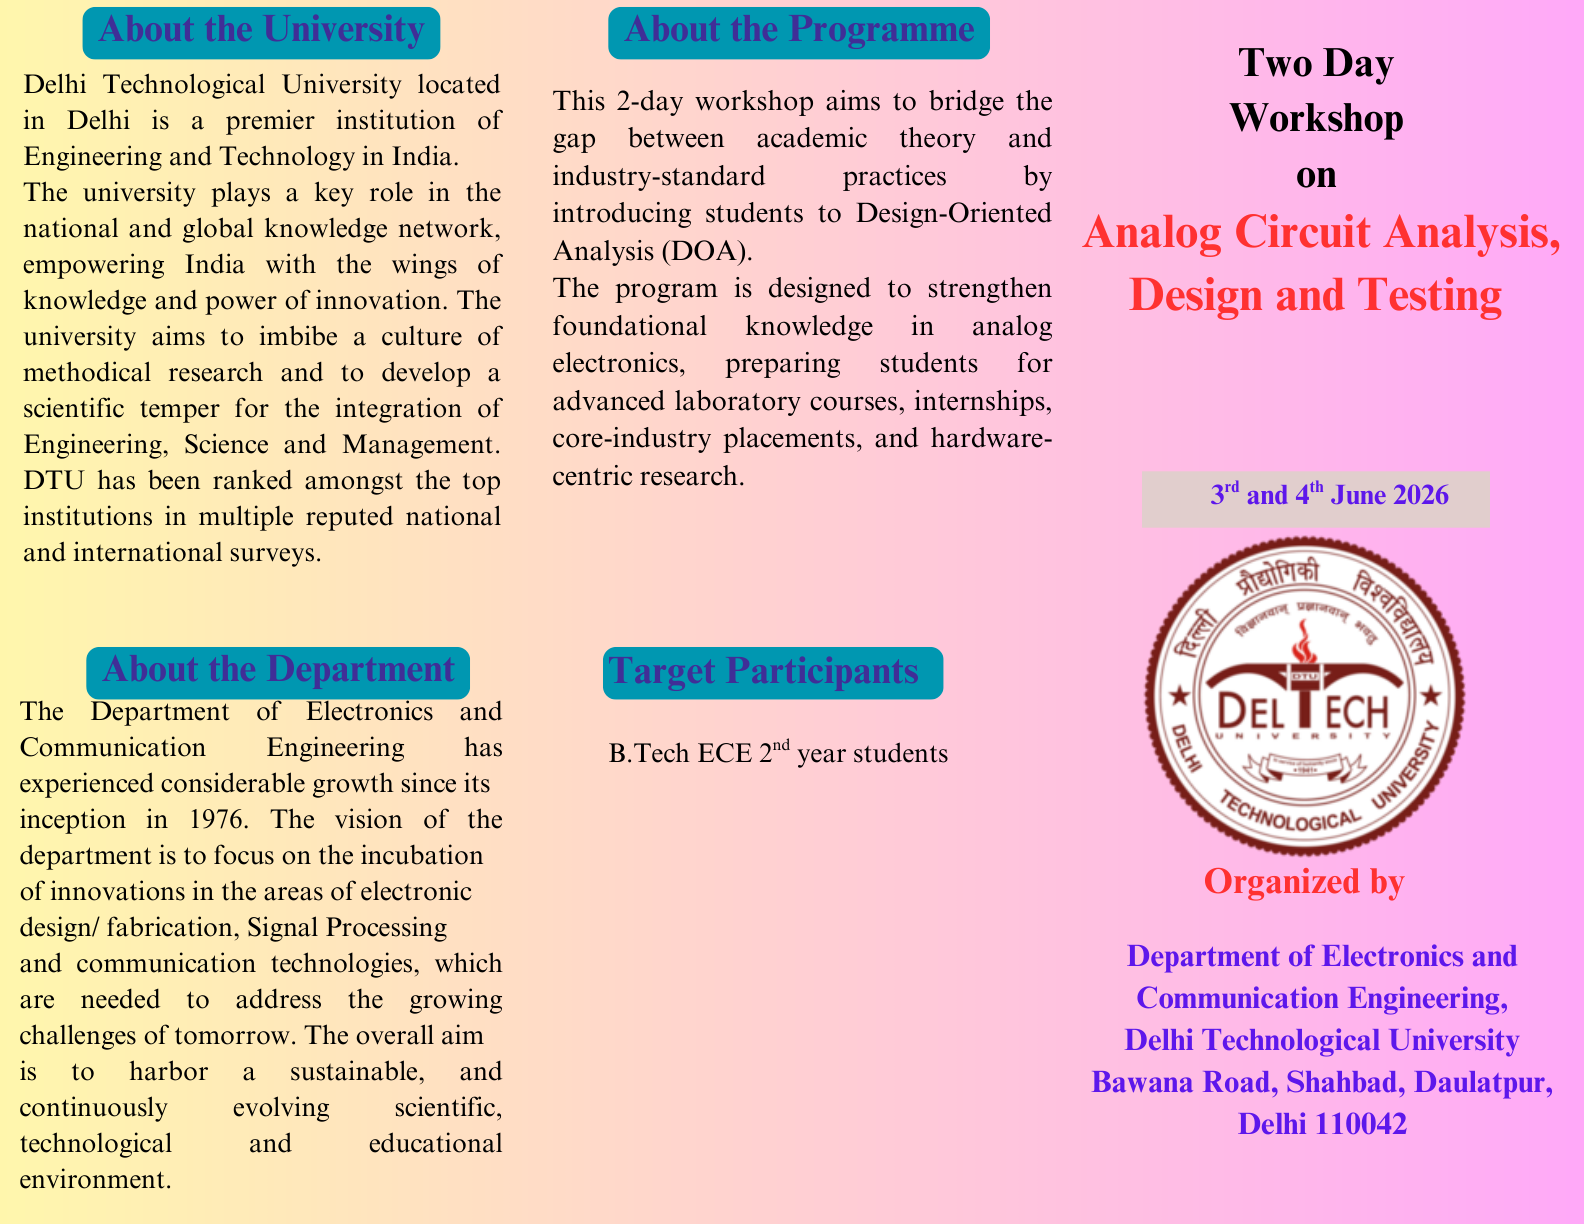 About the University
Delhi Technological University located
in Delhi is a premier institution of
Engineering and Technology in India.
The university plays a key role in the
national and global knowledge network,
empowering India with the wings of
knowledge and power of innovation. The
university aims to imbibe a culture of
methodical research and to develop a
scientific temper for the integration of
Engineering, Science and Management.
DTU has been ranked amongst the top
institutions in multiple reputed national
and international surveys.
About the Department
The Department of Electronics and
Communication Engineering has
experienced considerable growth since its
inception in 1976. The vision of the
department is to focus on the incubation
of innovations in the areas of electronic
design/ fabrication, Signal Processing
and communication technologies, which
are needed to address the growing
challenges of tomorrow. The overall aim
is to harbor a sustainable, and
continuously evolving scientific,
technological and educational
environment.
About the Programme
This 2-day workshop aims to bridge the
gap between academic theory and
industry-standard practices by
introducing students to Design-Oriented
Analysis (DOA).
The program is designed to strengthen
foundational knowledge in analog
electronics, preparing students for
advanced laboratory courses, internships,
core-industry placements, and hardware-
centric research.
Target Participants
B.Tech ECE 2nd year students
Two Day
Workshop
on
Analog Circuit Analysis,
Design and Testing
3rd and 4th June 2026
दिल्ली प्रौद्योगिकी विश्वविद्यालय
विज्ञानवान् प्रज्ञानवान् भवतु
DTU
DELTECH
UNIVERSITY
1941
DELHI TECHNOLOGICAL UNIVERSITY
Organized by
Department of Electronics and
Communication Engineering,
Delhi Technological University
Bawana Road, Shahbad, Daulatpur,
Delhi 110042